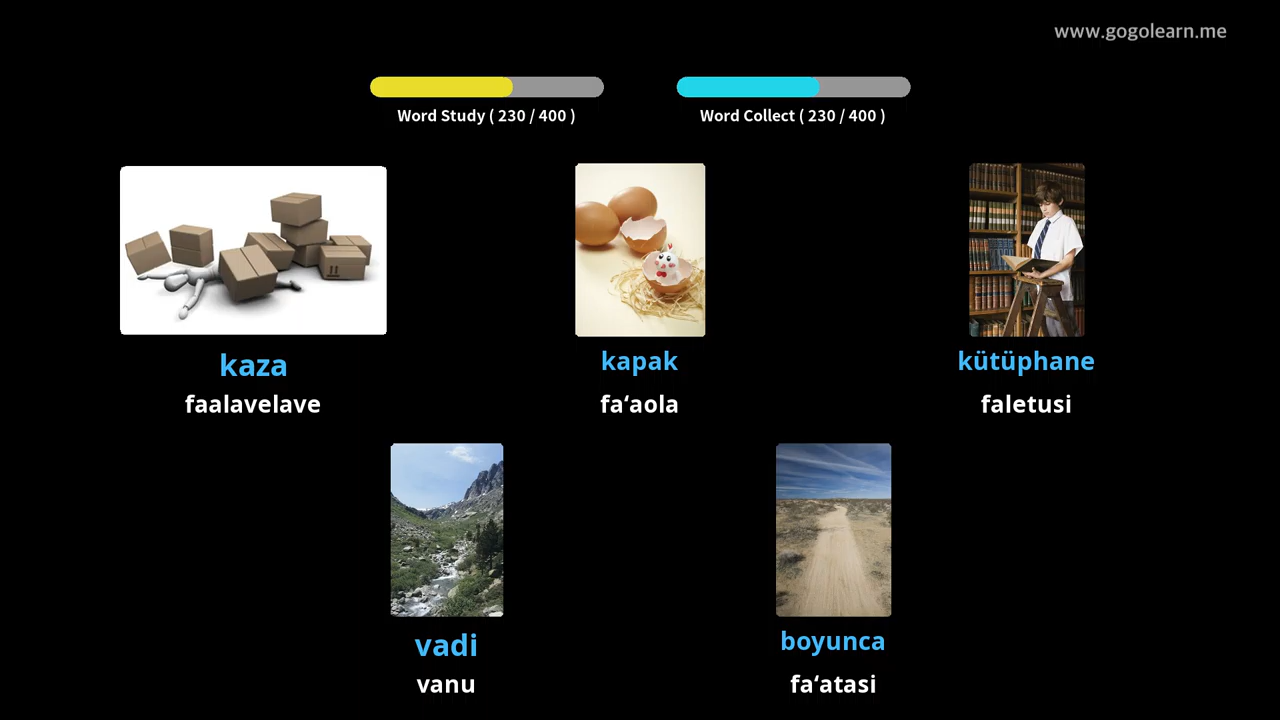 www.gogolearn.me
Word Study ( 230 / 400 )
Word Collect ( 230 / 400 )
kaza
faalavelave
kapak
fa‘aola
kütüphane
faletusi
vadi
vanu
boyunca
fa‘atasi